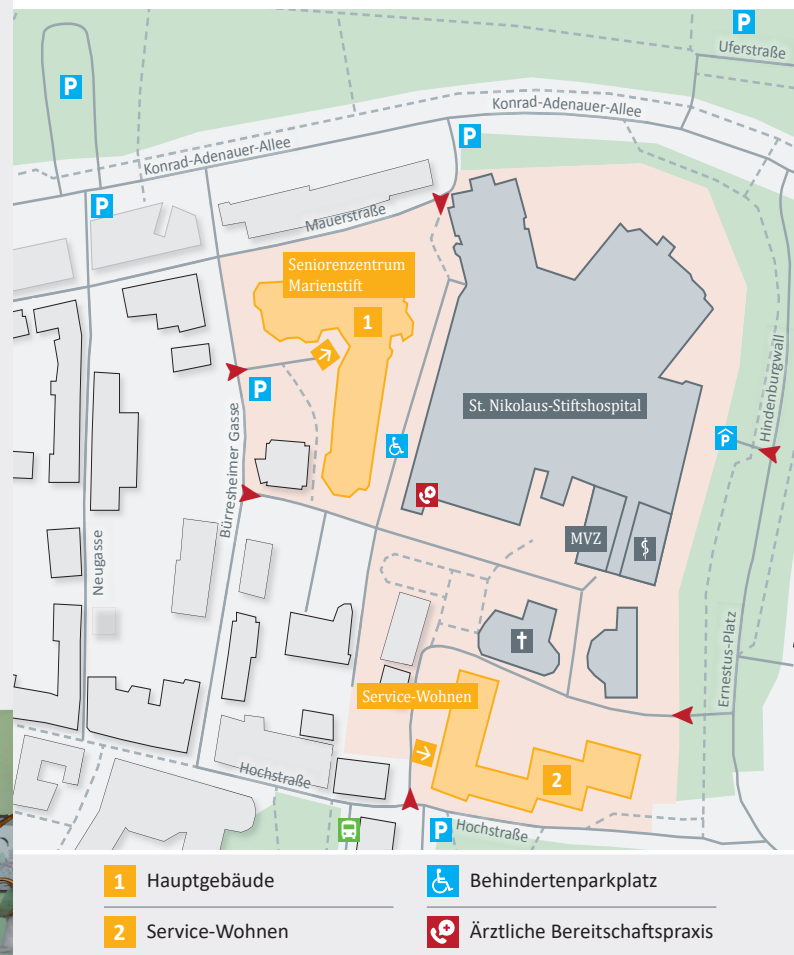 P
Uferstraße
P
Konrad-Adenauer-Allee
P
Konrad-Adenauer-Allee
P
Mauerstraße
Seniorenzentrum
Marienstift
1
Hindenburgwall
P
St. Nikolaus-Stiftshospital
Bürresheimer Gasse
P
MVZ
Neugasse
Ernestus-Platz
Service-Wohnen
2
Hochstraße
P
Hochstraße
1 Hauptgebäude
Behindertenparkplatz
2 Service-Wohnen
Ärztliche Bereitschaftspraxis